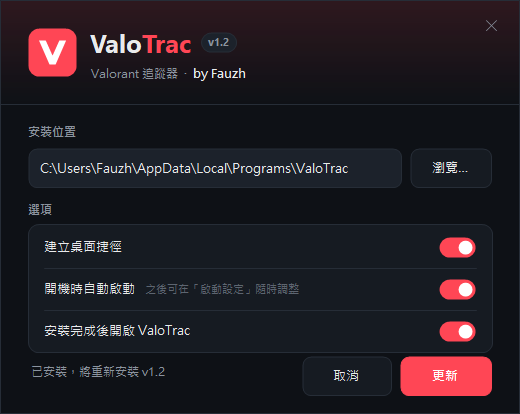 V ValoTrac v1.2
Valorant 追蹤器 · by Fauzh
安裝位置
C:\Users\Fauzh\AppData\Local\Programs\ValoTrac
瀏覽...
選項
建立桌面捷徑
開機時自動啟動 之後可在「啟動設定」隨時調整
安裝完成後開啟 ValoTrac
已安裝，將重新安裝 v1.2
取消
更新